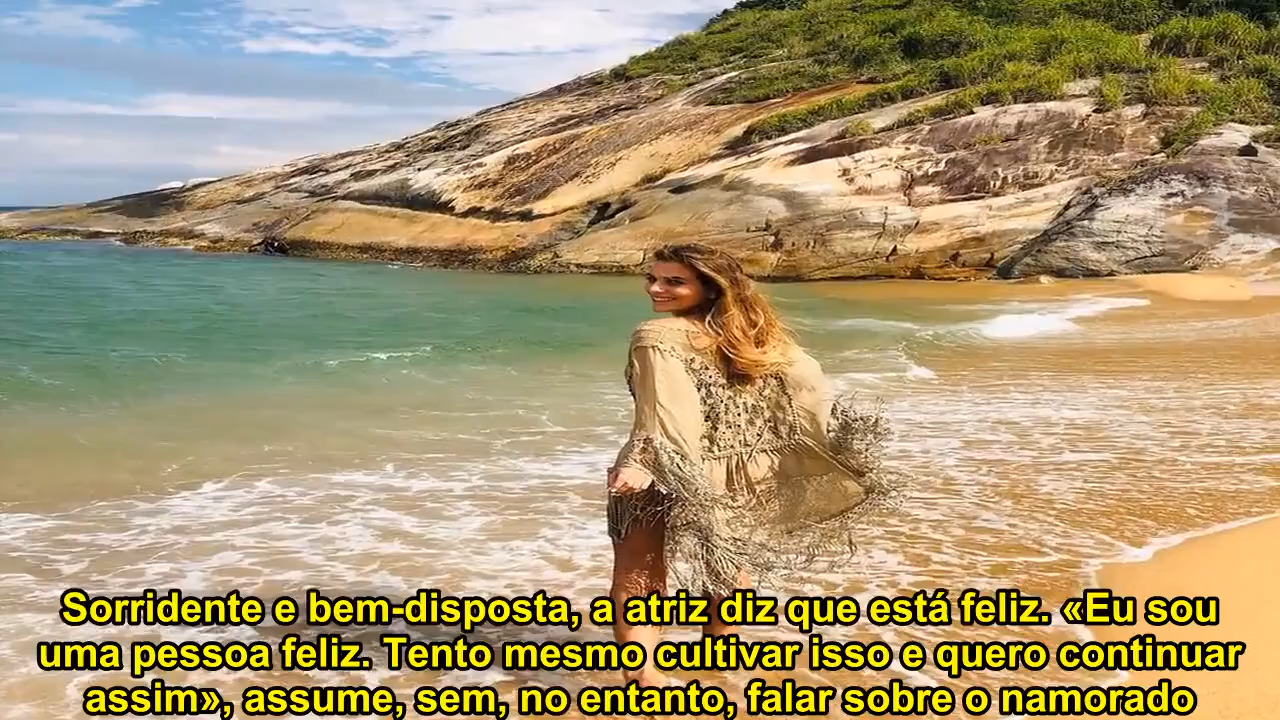 Sorridente e bem-disposta, a atriz diz que está feliz. «Eu sou
uma pessoa feliz. Tento mesmo cultivar isso e quero continuar
assim», assume, sem, no entanto, falar sobre o namorado